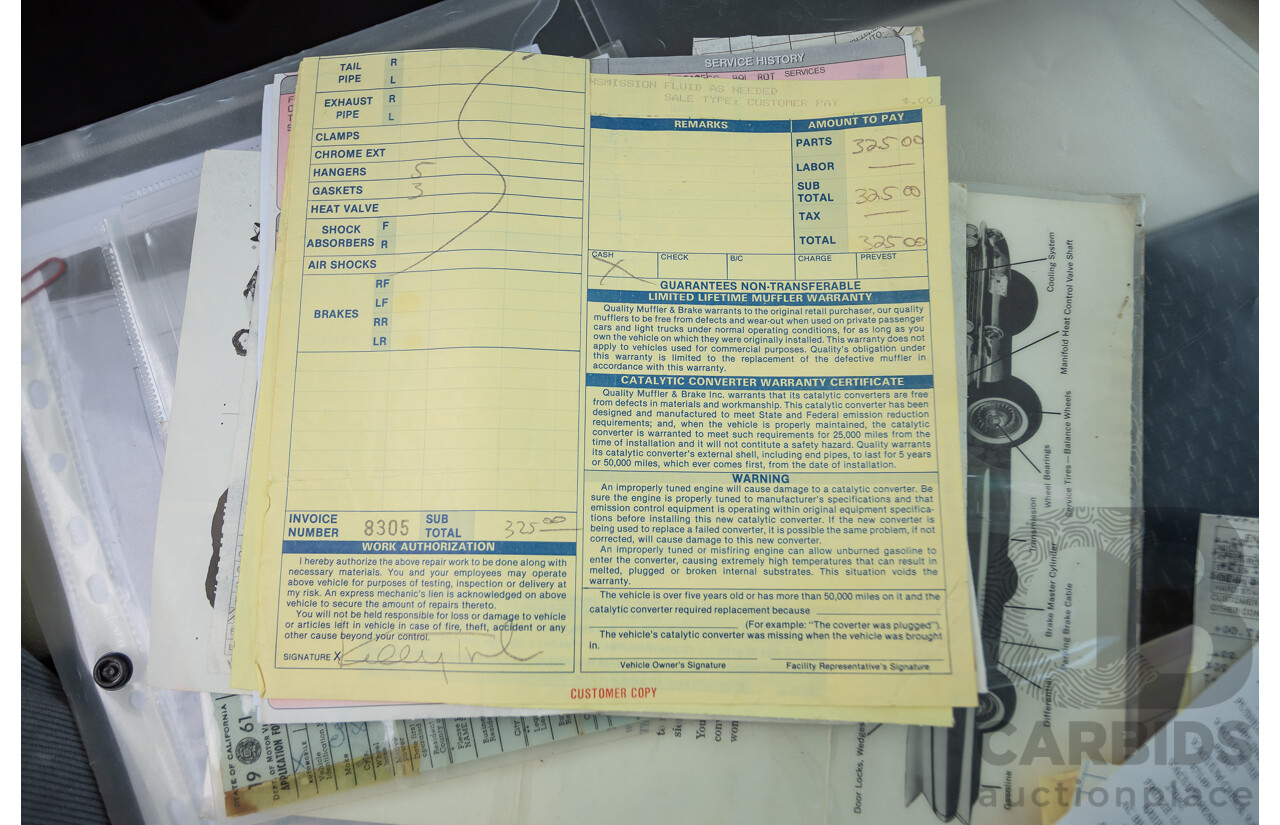 SERVICE HISTORY
SERVICES
NSMISSION FLUID AS NEEDED
SALE TYPE: CUSTOMER PAY
$.00
TAIL PIPE R
L
EXHAUST PIPE R
L
CLAMPS
CHROME EXT
HANGERS 5
GASKETS 3
HEAT VALVE
SHOCK ABSORBERS F
R
AIR SHOCKS
BRAKES RF
LF
RR
LR
INVOICE NUMBER 8305 SUB TOTAL 325 00
WORK AUTHORIZATION
I hereby authorize the above repair work to be done along with
necessary materials. You and your employees may operate
above vehicle for purposes of testing, inspection or delivery at
my risk. An express mechanic's lien is acknowledged on above
vehicle to secure the amount of repairs thereto.
You will not be held responsible for loss or damage to vehicle
or articles left in vehicle in case of fire, theft, accident or any
other cause beyond your control.
SIGNATURE X
REMARKS
AMOUNT TO PAY
PARTS 325 00
LABOR —
SUB TOTAL 325 00
TAX —
TOTAL 325 00
CASH X CHECK B/C CHARGE PREVEST
GUARANTEES NON-TRANSFERABLE
LIMITED LIFETIME MUFFLER WARRANTY
Quality Muffler & Brake warrants to the original retail purchaser, our quality
mufflers to be free from defects and wear-out when used on private passenger
cars and light trucks under normal operating conditions, for as long as you
own the vehicle on which they were originally installed. This warranty does not
apply to vehicles used for commercial purposes. Quality's obligation under
this warranty is limited to the replacement of the defective muffler in
accordance with this warranty.
CATALYTIC CONVERTER WARRANTY CERTIFICATE
Quality Muffler & Brake Inc. warrants that its catalytic converters are free
from defects in materials and workmanship. This catalytic converter has been
designed and manufactured to meet State and Federal emission reduction
requirements; and, when the vehicle is properly maintained, the catalytic
converter is warranted to meet such requirements for 25,000 miles from the
time of installation and it will not contitute a safety hazard. Quality warrants
its catalytic converter's external shell, including end pipes, to last for 5 years
or 50,000 miles, which ever comes first, from the date of installation.
WARNING
An improperly tuned engine will cause damage to a catalytic converter. Be
sure the engine is properly tuned to manufacturer's specifications and that
emission control equipment is operating within original equipment specifica-
tions before installing this new catalytic converter. If the new converter is
being used to replace a failed converter, it is possible the same problem, if not
corrected, will cause damage to this new converter.
An improperly tuned or misfiring engine can allow unburned gasoline to
enter the converter, causing extremely high temperatures that can result in
melted, plugged or broken internal substrates. This situation voids the
warranty.
The vehicle is over five years old or has more than 50,000 miles on it and the
catalytic converter required replacement because
(For example: "The coverter was plugged").
The vehicle's catalytic converter was missing when the vehicle was brought
in.
Vehicle Owner's Signature Facility Representative's Signature
CUSTOMER COPY
Cooling System
Manifold Heat Control Valve Shaft
Service Tires—Balance Wheels
Wheel Bearings
Transmission
Brake Master Cylinder
Parking Brake Cable
Differential
Gasoline
Door Locks, Wedges
STATE OF CALIFORNIA
19 61
DEPT. OF MOTOR
APPLICATION FO
CARBIDS
auctionplace